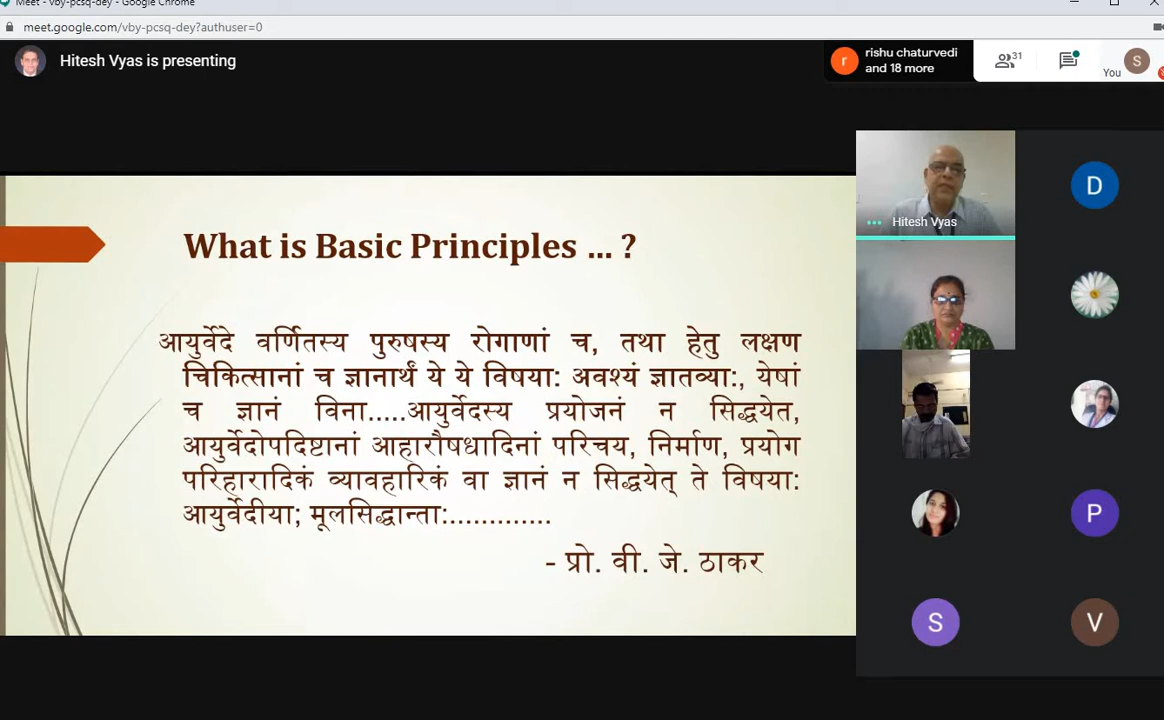 Meet - vby-pcsq-dey - Google Chrome
meet.google.com/vby-pcsq-dey?authuser=0
Hitesh Vyas is presenting
rishu chaturvedi
and 18 more
31
You
S
r
Hitesh Vyas
D
What is Basic Principles ... ?
आयुर्वेदे वर्णितस्य पुरुषस्य रोगाणां च, तथा हेतु लक्षण
चिकित्सानां च ज्ञानार्थं ये ये विषया: अवश्यं ज्ञातव्या:, येषां
च ज्ञानं विना.....आयुर्वेदस्य प्रयोजनं न सिद्धयेत,
आयुर्वेदोपदिष्टानां आहारौषधादिनां परिचय, निर्माण, प्रयोग
परिहारादिकं व्यावहारिकं वा ज्ञानं न सिद्धयेत् ते विषया:
आयुर्वेदीया; मूलसिद्धान्ता:.............
- प्रो. वी. जे. ठाकर
P
S
V